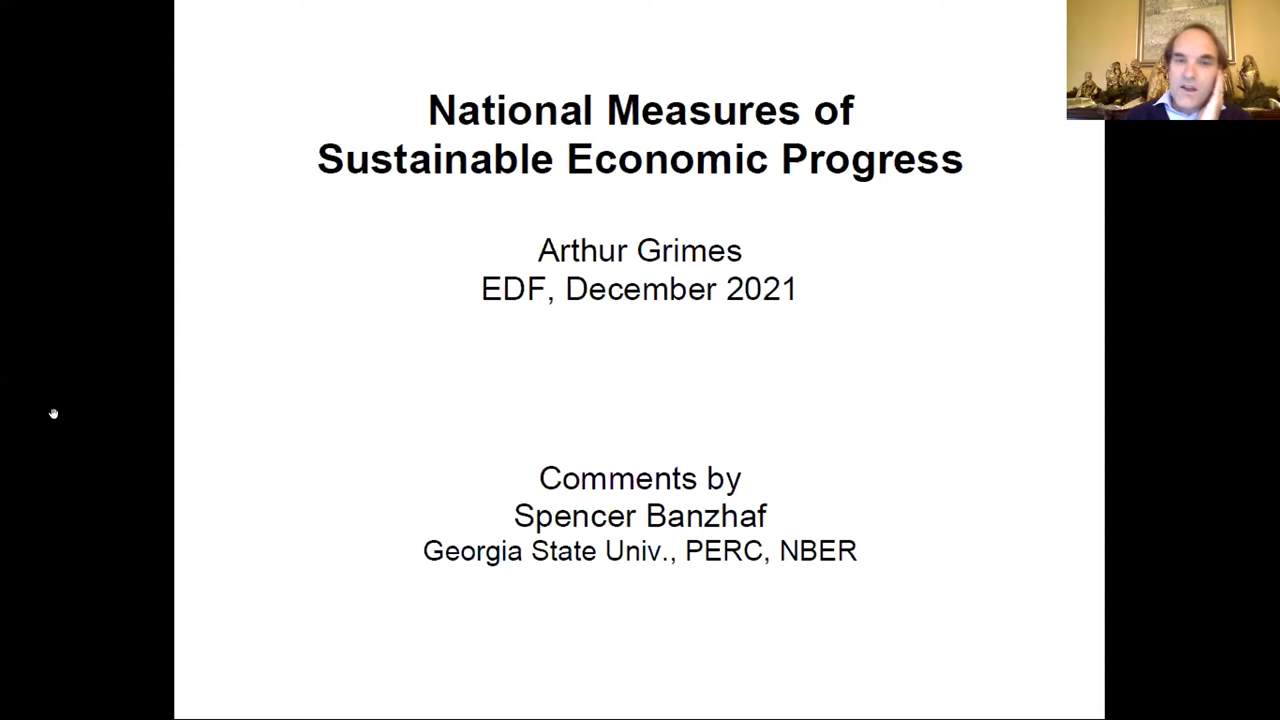 National Measures of
Sustainable Economic Progress
Arthur Grimes
EDF, December 2021
Comments by
Spencer Banzhaf
Georgia State Univ., PERC, NBER